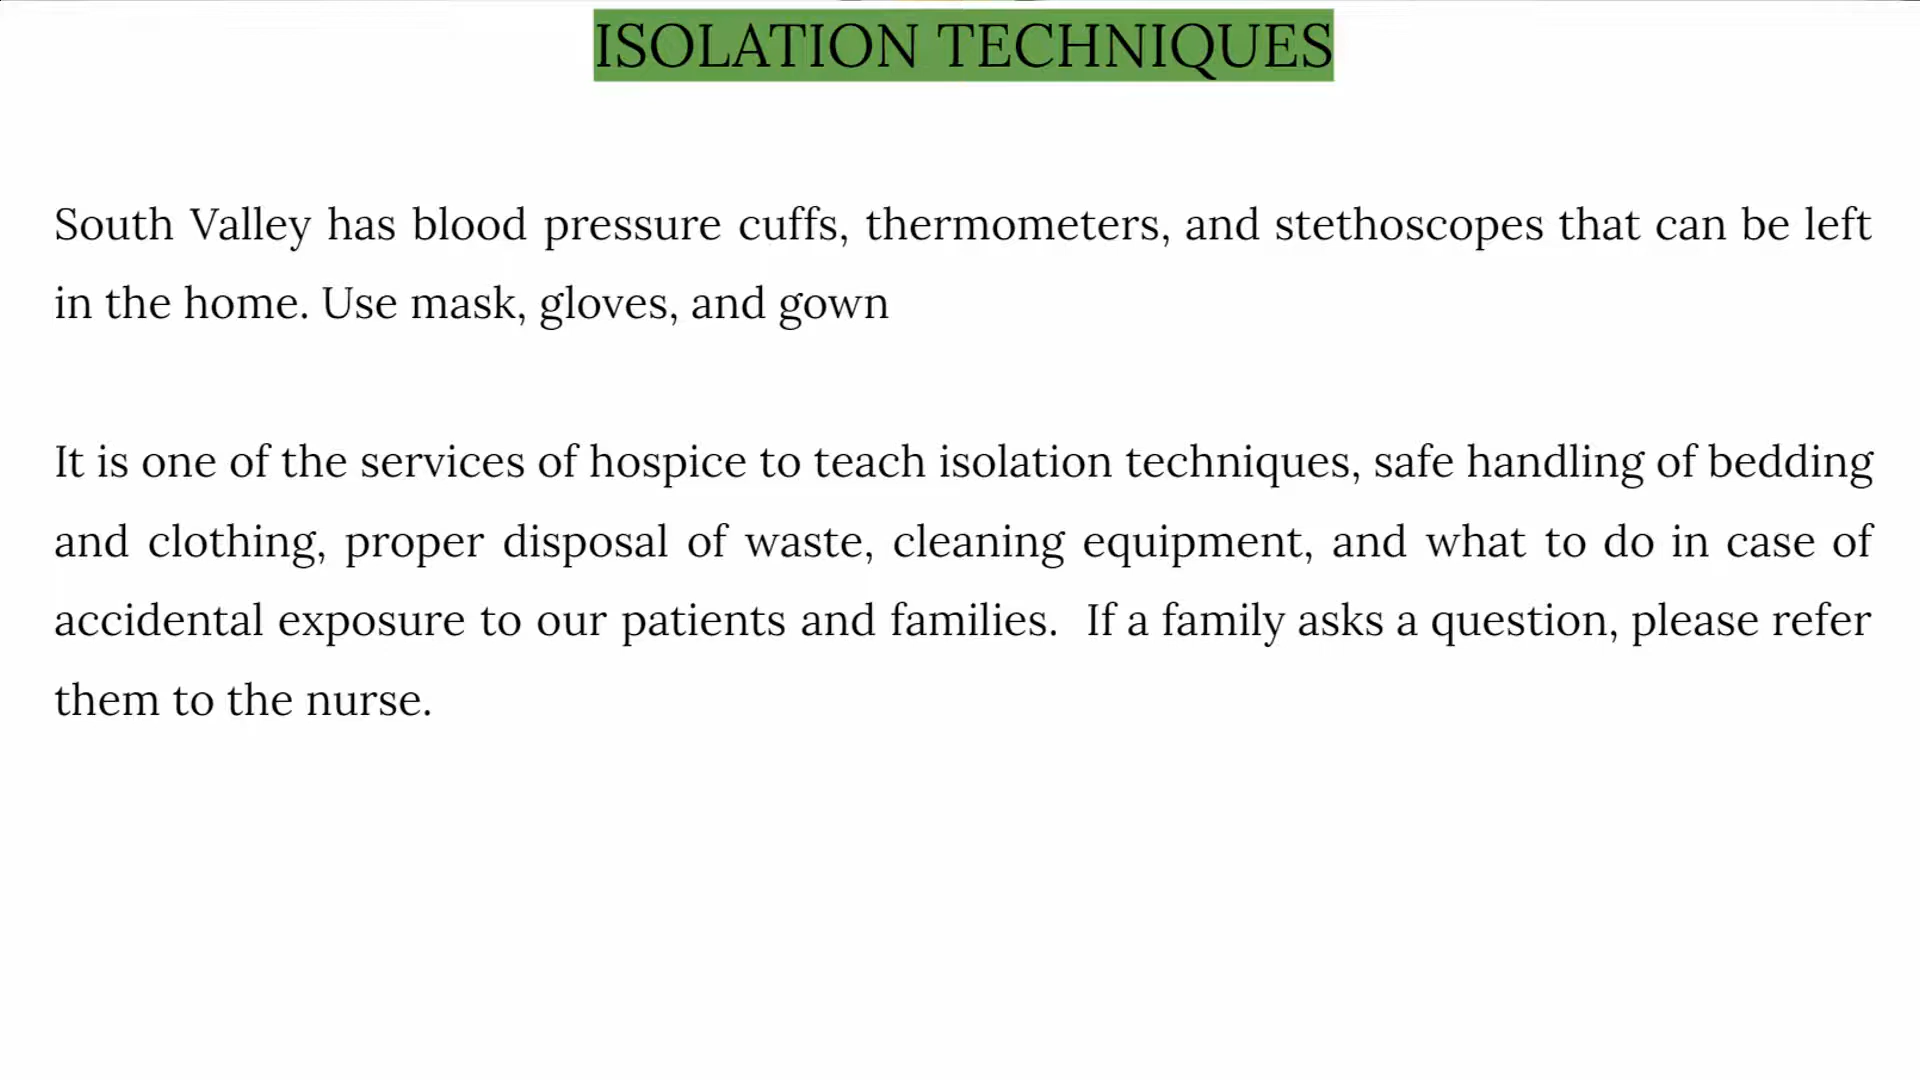 ISOLATION TECHNIQUES
South Valley has blood pressure cuffs, thermometers, and stethoscopes that can be left
in the home. Use mask, gloves, and gown
It is one of the services of hospice to teach isolation techniques, safe handling of bedding
and clothing, proper disposal of waste, cleaning equipment, and what to do in case of
accidental exposure to our patients and families.  If a family asks a question, please refer
them to the nurse.